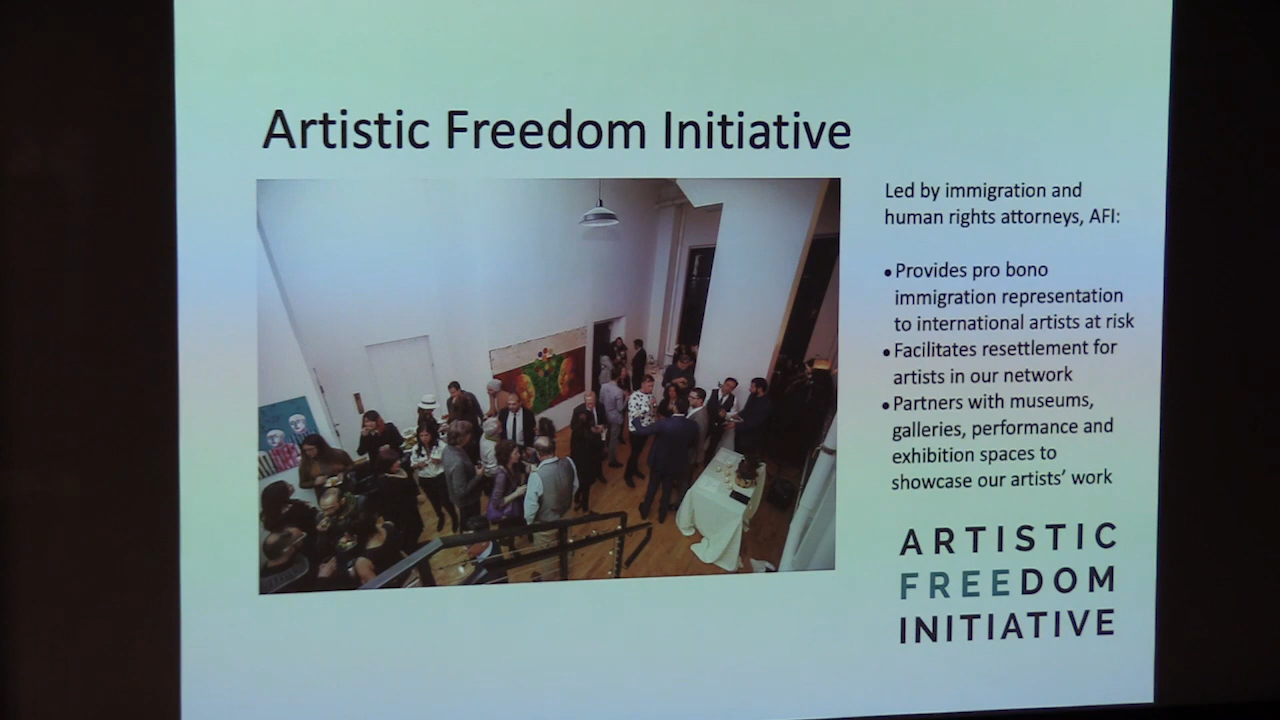 Artistic Freedom Initiative
Led by immigration and
human rights attorneys, AFI:
• Provides pro bono
immigration representation
to international artists at risk
• Facilitates resettlement for
artists in our network
• Partners with museums,
galleries, performance and
exhibition spaces to
showcase our artists’ work
ARTISTIC
FREEDOM
INITIATIVE